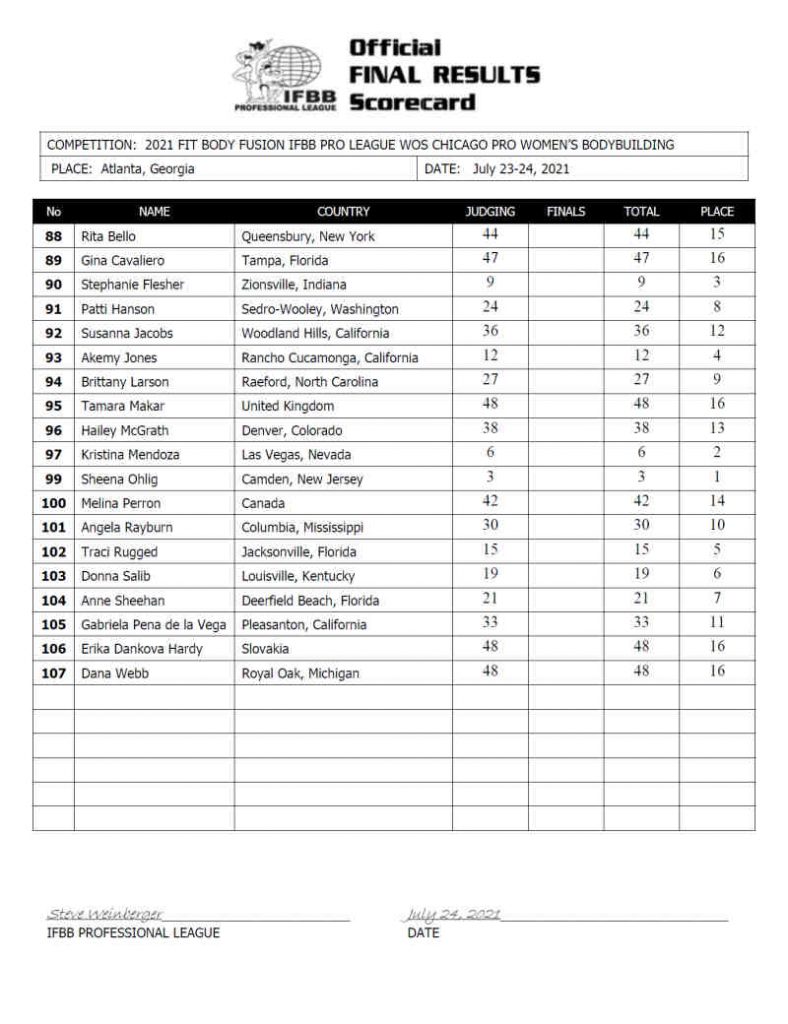 Official
FINAL RESULTS
Scorecard
IFBB
PROFESSIONAL LEAGUE
COMPETITION: 2021 FIT BODY FUSION IFBB PRO LEAGUE WOS CHICAGO PRO WOMEN'S BODYBUILDING
PLACE: Atlanta, Georgia DATE: July 23-24, 2021
No NAME COUNTRY JUDGING FINALS TOTAL PLACE
88 Rita Bello Queensbury, New York 44 44 15
89 Gina Cavaliero Tampa, Florida 47 47 16
90 Stephanie Flesher Zionsville, Indiana 9 9 3
91 Patti Hanson Sedro-Wooley, Washington 24 24 8
92 Susanna Jacobs Woodland Hills, California 36 36 12
93 Akemy Jones Rancho Cucamonga, California 12 12 4
94 Brittany Larson Raeford, North Carolina 27 27 9
95 Tamara Makar United Kingdom 48 48 16
96 Hailey McGrath Denver, Colorado 38 38 13
97 Kristina Mendoza Las Vegas, Nevada 6 6 2
99 Sheena Ohlig Camden, New Jersey 3 3 1
100 Melina Perron Canada 42 42 14
101 Angela Rayburn Columbia, Mississippi 30 30 10
102 Traci Rugged Jacksonville, Florida 15 15 5
103 Donna Salib Louisville, Kentucky 19 19 6
104 Anne Sheehan Deerfield Beach, Florida 21 21 7
105 Gabriela Pena de la Vega Pleasanton, California 33 33 11
106 Erika Dankova Hardy Slovakia 48 48 16
107 Dana Webb Royal Oak, Michigan 48 48 16
Steve Weinberger July 24, 2021
IFBB PROFESSIONAL LEAGUE DATE